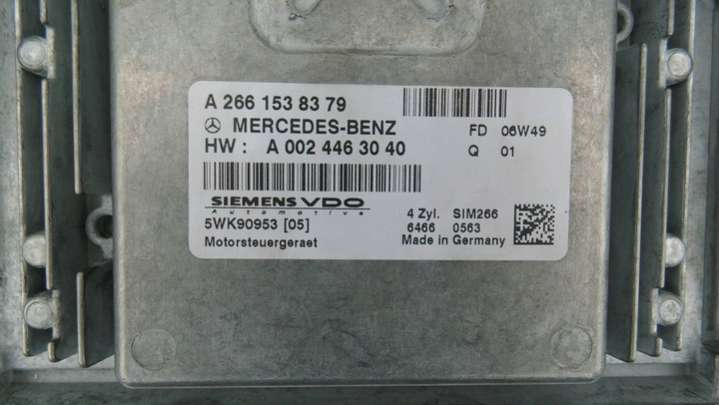 A 266 153 83 79
MERCEDES-BENZ
FD 06W49
HW : A 002 446 30 40
Q 01
SIEMENS VDO
Automotive
5WK90953 [05]
4 Zyl. SIM266
6466 0563
Motorsteuergeraet
Made in Germany